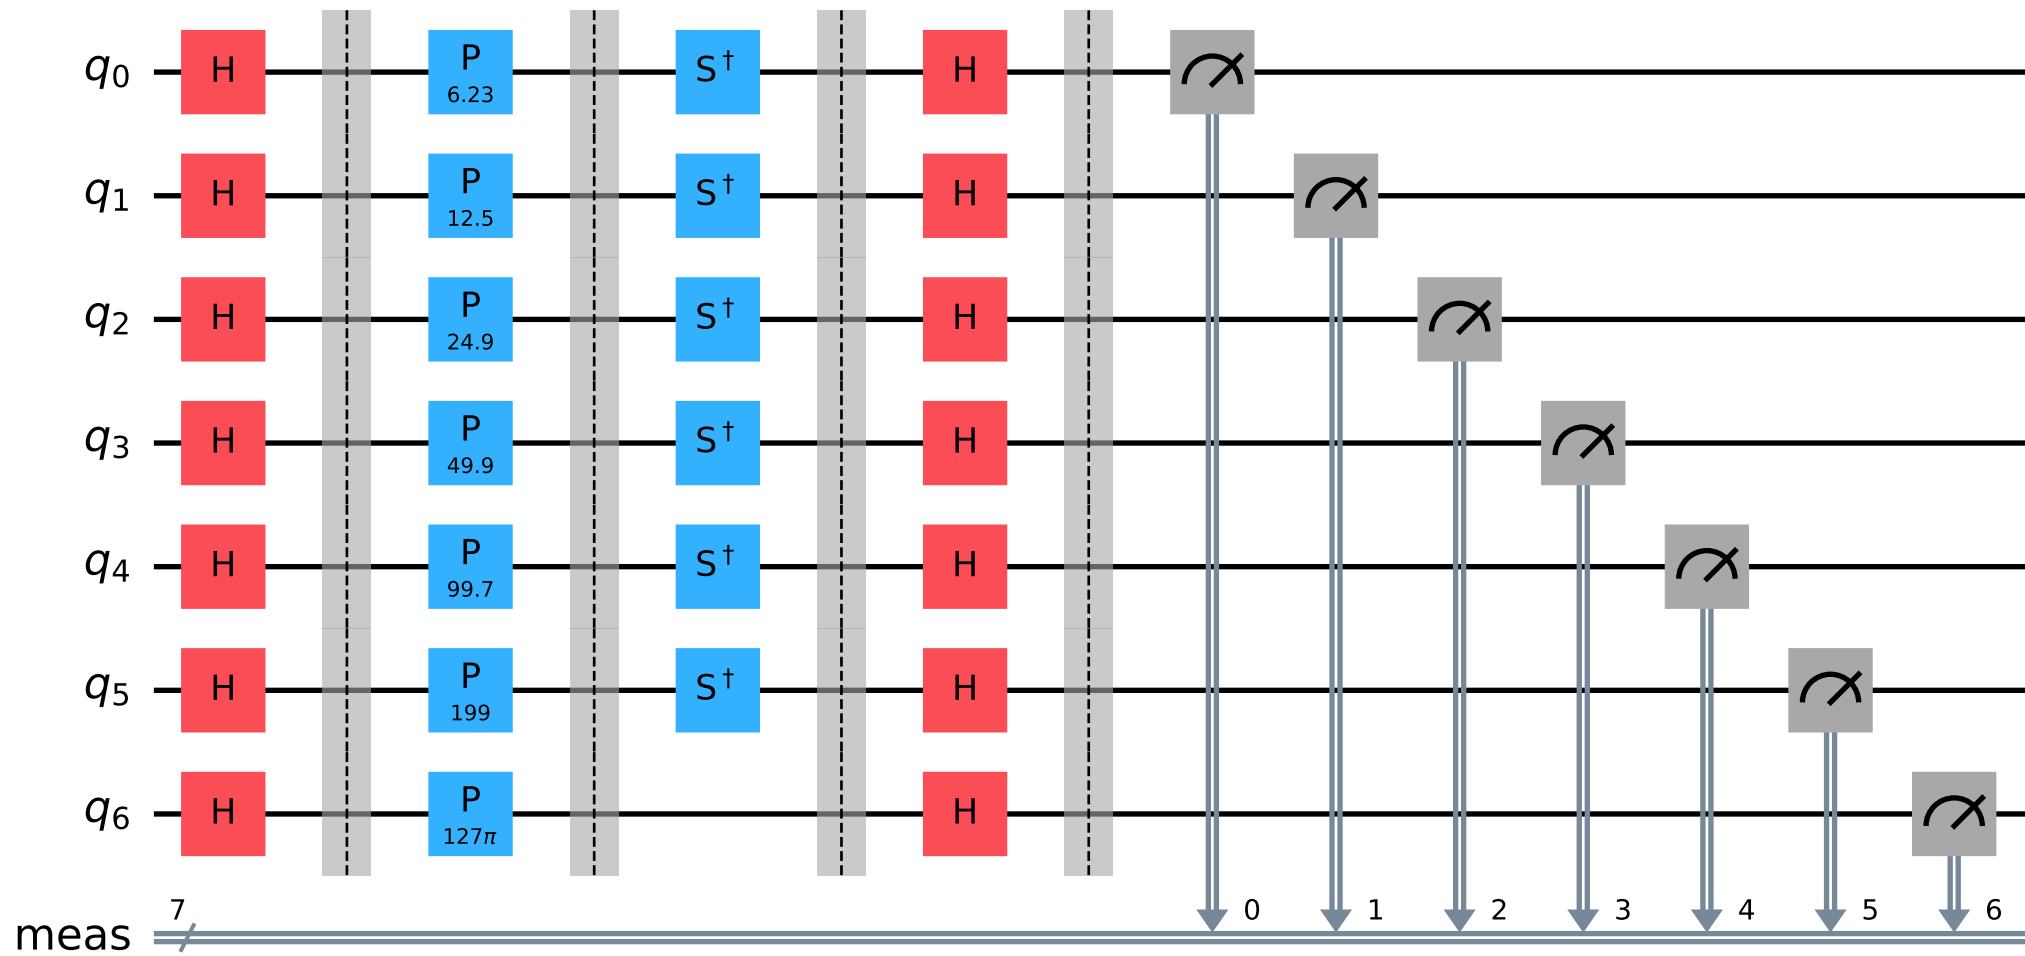 q0 H P 6.23 S† H
q1 H P 12.5 S† H
q2 H P 24.9 S† H
q3 H P 49.9 S† H
q4 H P 99.7 S† H
q5 H P 199 S† H
q6 H P 127π H
meas 7 0 1 2 3 4 5 6